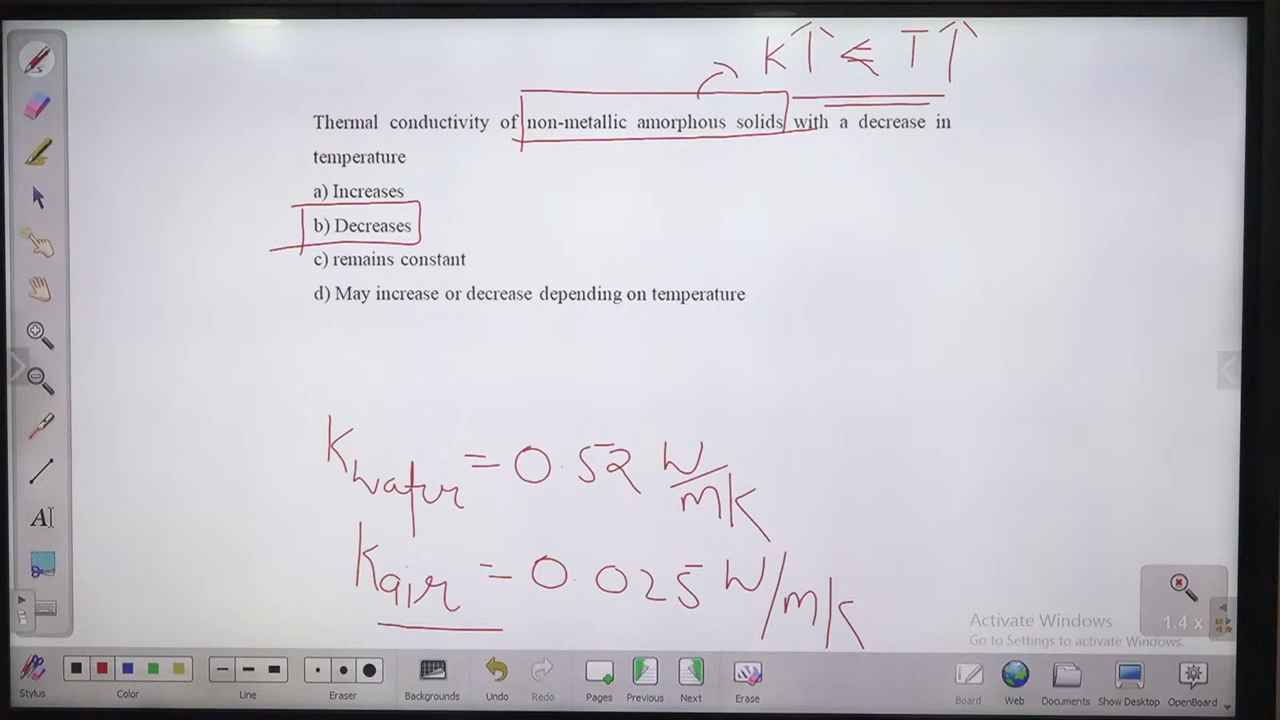 K↑ ⇐ T↑
Thermal conductivity of non-metallic amorphous solids with a decrease in
temperature
a) Increases
b) Decreases
c) remains constant
d) May increase or decrease depending on temperature
Kwater = 0.52 W/mK
Kair = 0.025 W/mK
1.4 x
Activate Windows
Go to Settings to activate Windows.
Stylus
Color
Line
Eraser
Backgrounds
Undo
Redo
Pages
Previous
Next
Erase
Board
Web
Documents
Show Desktop
OpenBoard